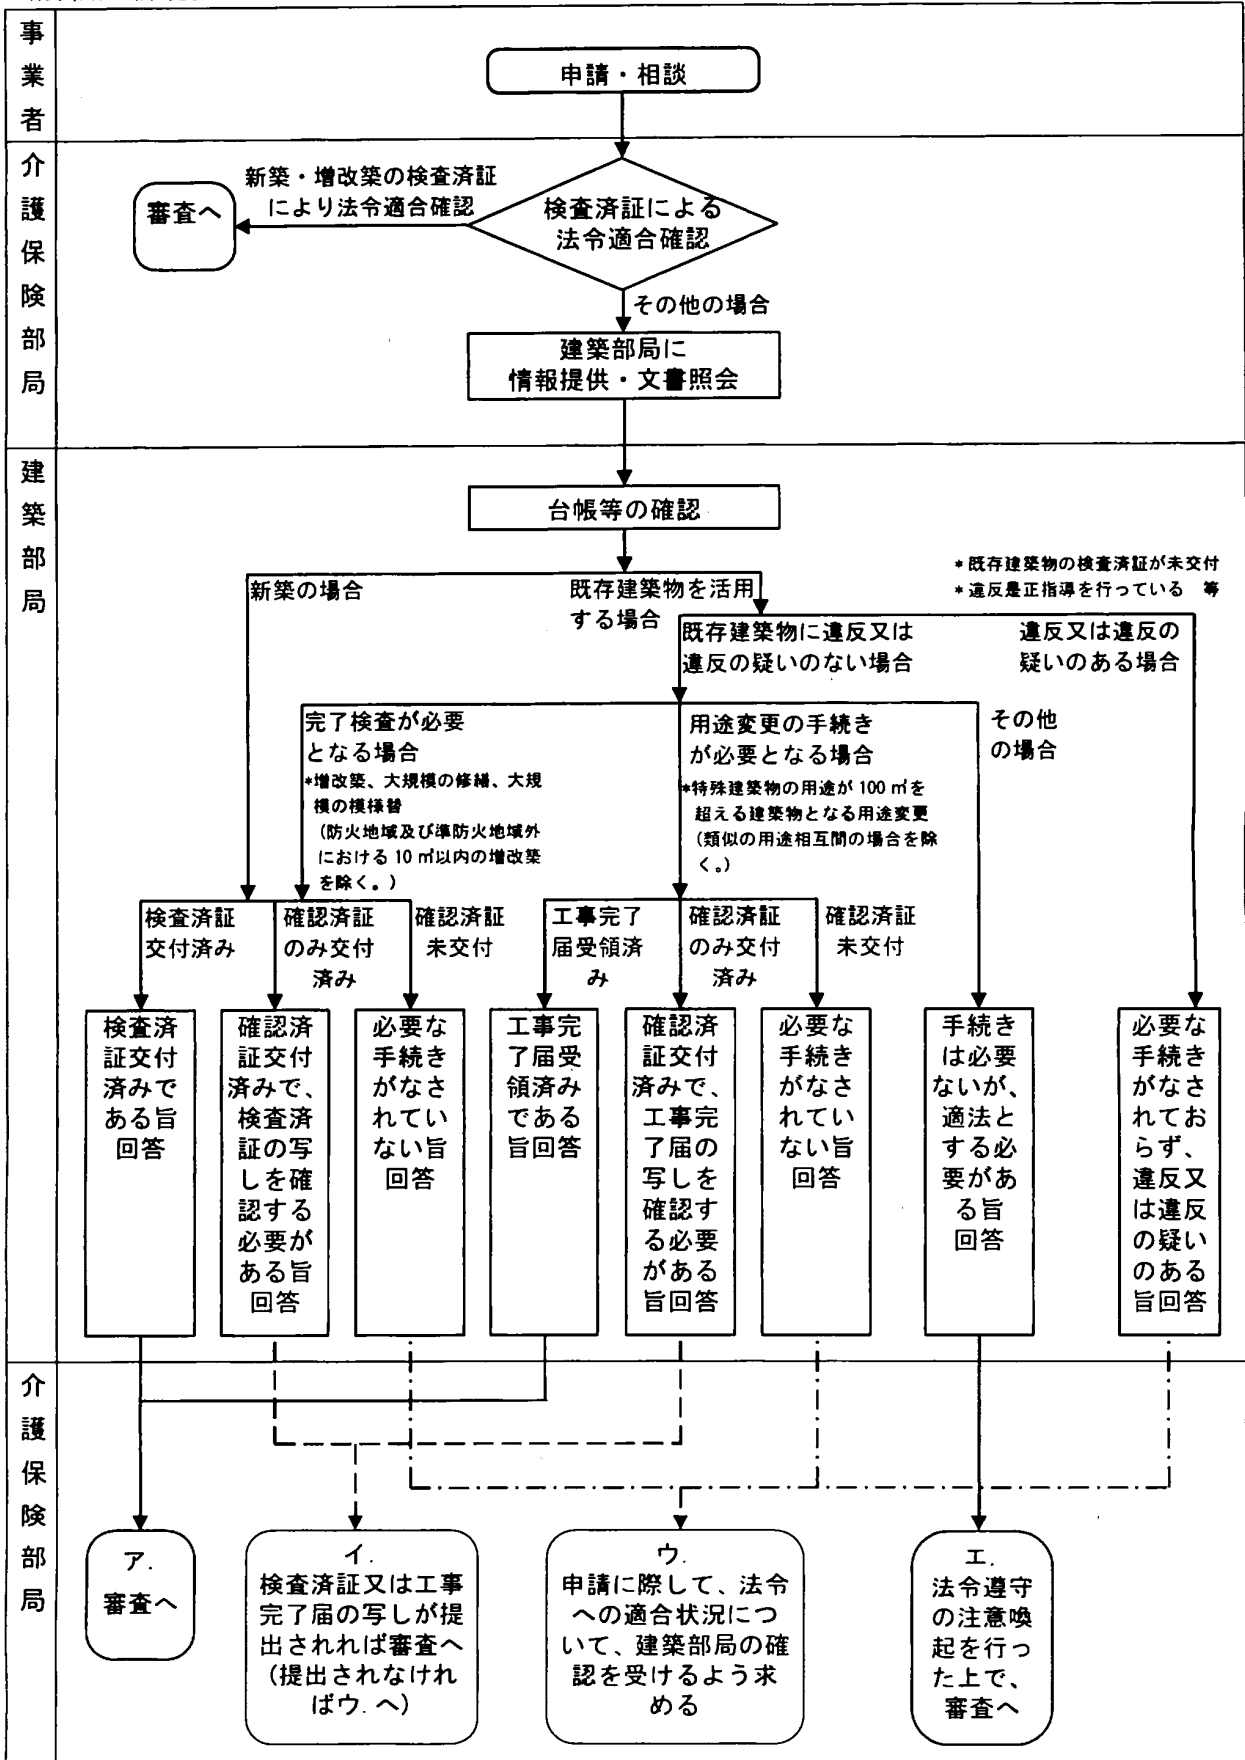 事業者
申請・相談
介護保険部局
新築・増改築の検査済証
により法令適合確認
審査へ
検査済証による
法令適合確認
その他の場合
建築部局に
情報提供・文書照会
建築部局
台帳等の確認
*既存建築物の検査済証が未交付
*違反是正指導を行っている 等
新築の場合
既存建築物を活用
する場合
既存建築物に違反又は
違反の疑いのない場合
違反又は違反の
疑いのある場合
完了検査が必要
となる場合
*増改築、大規模の修繕、大規
模の模様替
(防火地域及び準防火地域外
における10㎡以内の増改築
を除く。)
用途変更の手続き
が必要となる場合
*特殊建築物の用途が100㎡を
超える建築物となる用途変更
(類似の用途相互間の場合を除
く。)
その他
の場合
検査済証
交付済み
確認済証
のみ交付
済み
確認済証
未交付
工事完了
届受領済
み
確認済証
のみ交付
済み
確認済証
未交付
検査済
証交付
済みで
ある旨
回答
確認済
証交付
済みで、
検査済
証の写
しを確
認する
必要が
ある旨
回答
必要な
手続き
がなさ
れてい
ない旨
回答
工事完
了届受
領済み
である
旨回答
確認済
証交付
済みで、
工事完
了届の
写しを
確認す
る必要
がある
旨回答
必要な
手続き
がなさ
れてい
ない旨
回答
手続き
は必要
ないが、
適法と
する必
要があ
る旨
回答
必要な
手続き
がなさ
れてお
らず、
違反又
は違反
の疑い
のある
旨回答
介護保険部局
ア.
審査へ
イ.
検査済証又は工事
完了届の写しが提
出されれば審査へ
(提出されなけれ
ばウ.へ)
ウ.
申請に際して、法令
への適合状況につ
いて、建築部局の確
認を受けるよう求
める
エ.
法令遵守
の注意喚
起を行っ
た上で、
審査へ